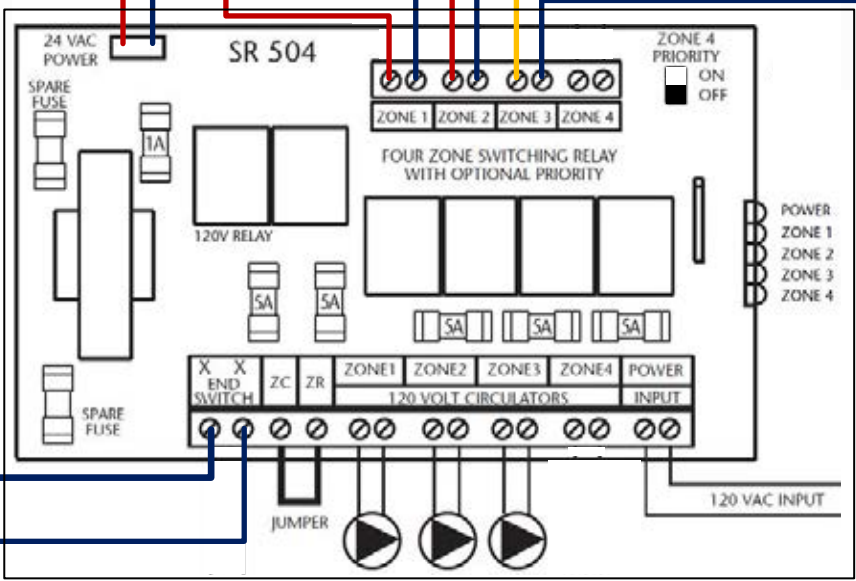 24 VAC
POWER
SR 504
ZONE 4
PRIORITY
ON
OFF
SPARE
FUSE
1A
ZONE 1 ZONE 2 ZONE 3 ZONE 4
FOUR ZONE SWITCHING RELAY
WITH OPTIONAL PRIORITY
120V RELAY
POWER
ZONE 1
ZONE 2
ZONE 3
ZONE 4
5A 5A 5A 5A 5A
X X
END
SWITCH
ZC ZR
ZONE1 ZONE2 ZONE3 ZONE4
120 VOLT CIRCULATORS
POWER
INPUT
SPARE
FUSE
JUMPER
120 VAC INPUT